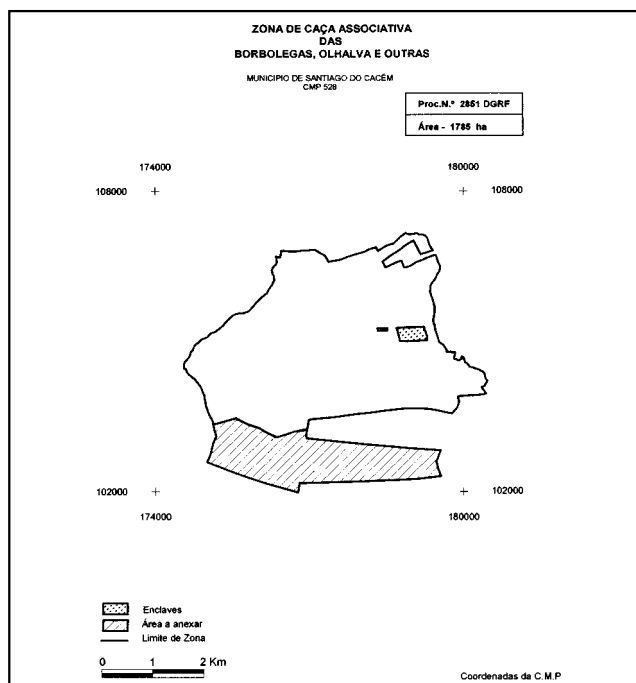 ZONA DE CAÇA ASSOCIATIVA
DAS
BORBOLEGAS, OLHALVA E OUTRAS
MUNICIPIO DE SANTIAGO DO CACÉM
CMP 528
Proc.N.º 2851 DGRF
Área - 1785 ha
174000 180000
108000 108000
102000 102000
174000 180000
Enclaves
Área a anexar
Limite de Zona
0 1 2 Km
Coordenadas da C.M.P